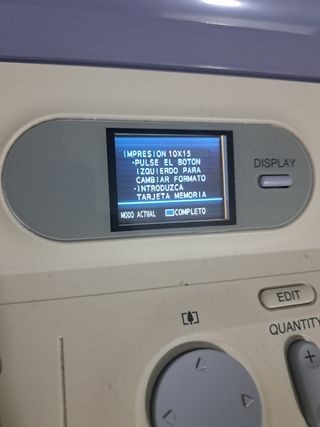 IMPRESION 10X15
·PULSE EL BOTON
IZQUIERDO PARA
CAMBIAR FORMATO
·INTRODUZCA
TARJETA MEMORIA
MODO ACTUAL COMPLETO
DISPLAY
EDIT
QUANTITY
+